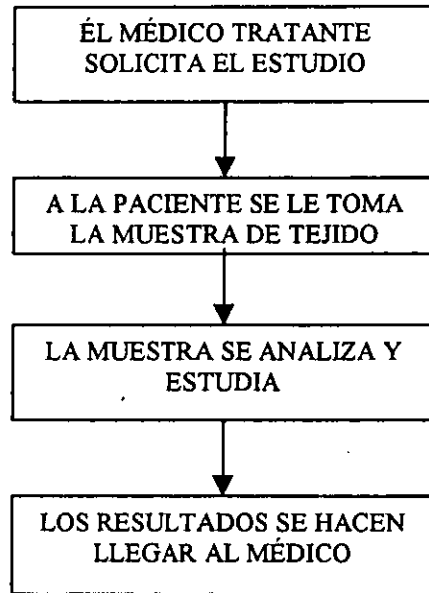 ÉL MÉDICO TRATANTE
SOLICITA EL ESTUDIO
A LA PACIENTE SE LE TOMA
LA MUESTRA DE TEJIDO
LA MUESTRA SE ANALIZA Y
ESTUDIA
LOS RESULTADOS SE HACEN
LLEGAR AL MÉDICO